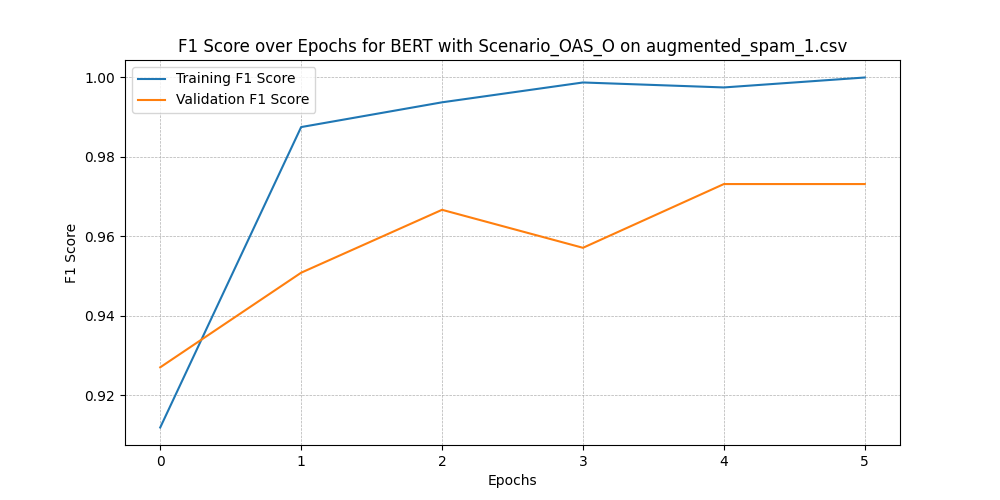 F1 Score over Epochs for BERT with Scenario_OAS_O on augmented_spam_1.csv
Training F1 Score
Validation F1 Score
F1 Score
1.00
0.98
0.96
0.94
0.92
0 1 2 3 4 5
Epochs